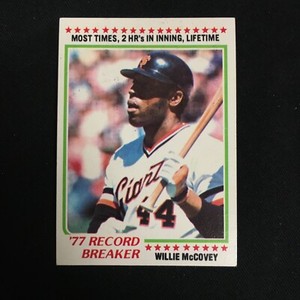 MOST TIMES, 2 HR's IN INNING, LIFETIME
Giants
44
'77 RECORD
BREAKER
WILLIE McCOVEY